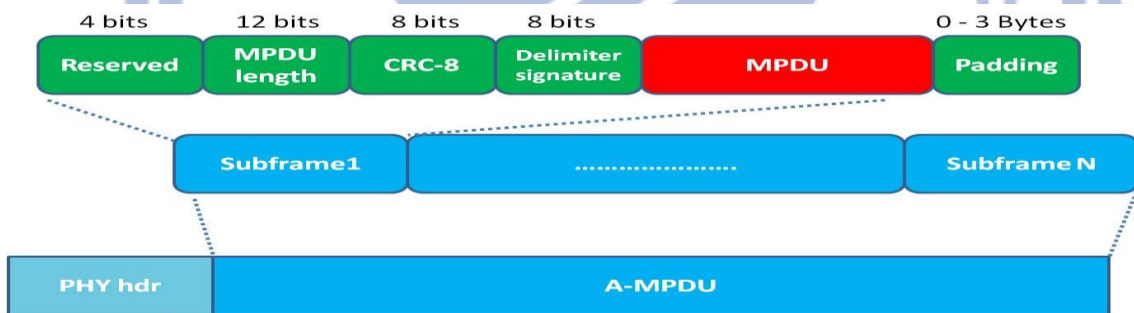 4 bits 12 bits 8 bits 8 bits 0 - 3 Bytes
Reserved MPDU length CRC-8 Delimiter signature MPDU Padding
Subframe1 ...................... Subframe N
PHY hdr A-MPDU